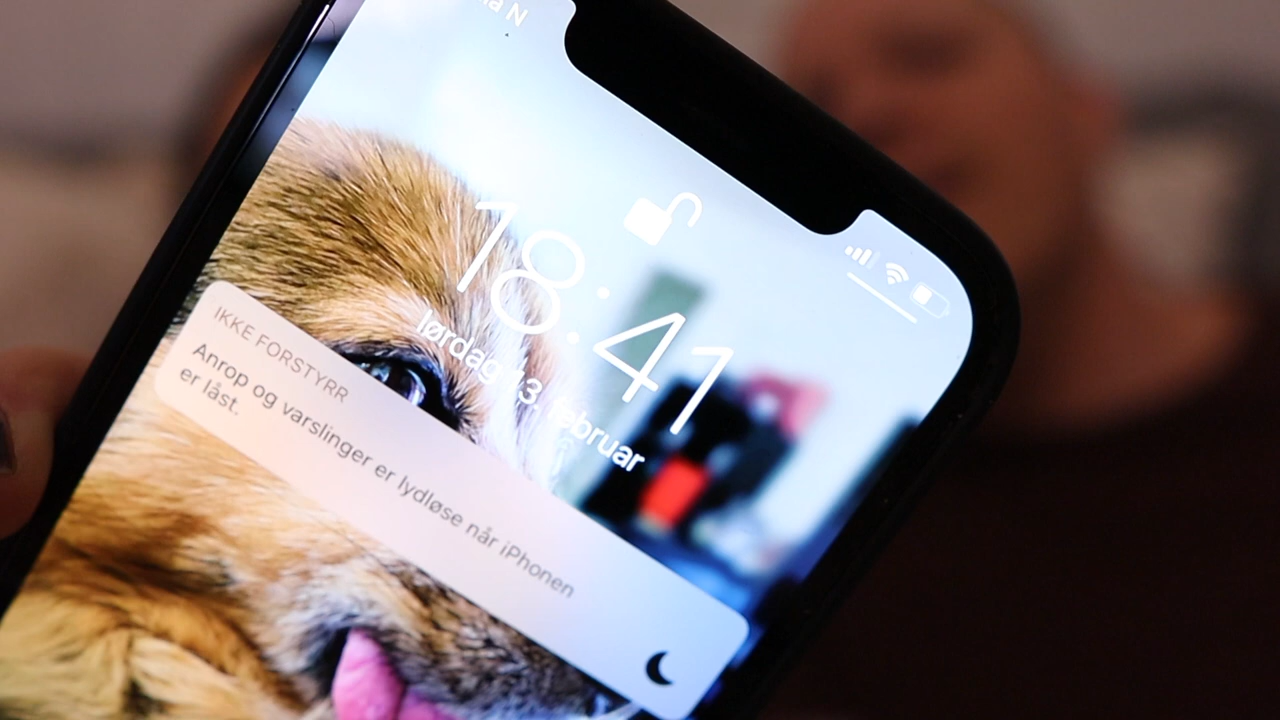 N
18:41
lørdag 13. februar
IKKE FORSTYRR
Anrop og varslinger er lydløse når iPhonen
er låst.